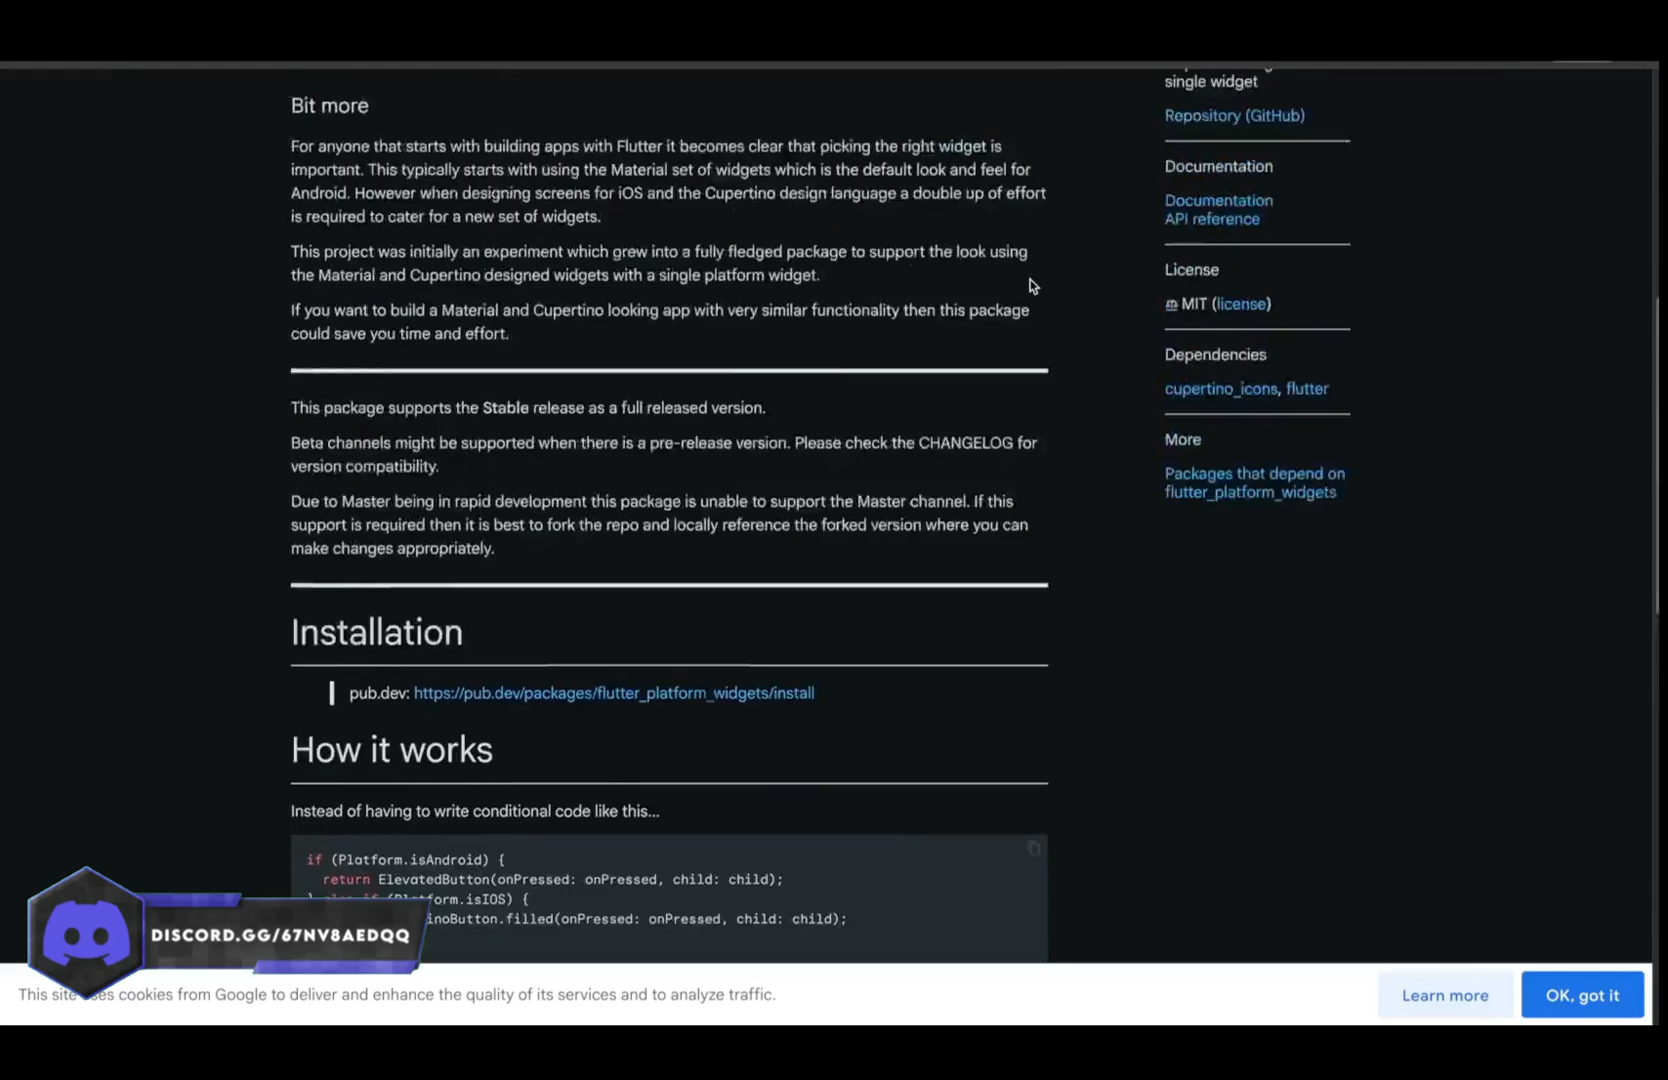 Bit more
For anyone that starts with building apps with Flutter it becomes clear that picking the right widget is
important. This typically starts with using the Material set of widgets which is the default look and feel for
Android. However when designing screens for iOS and the Cupertino design language a double up of effort
is required to cater for a new set of widgets.
This project was initially an experiment which grew into a fully fledged package to support the look using
the Material and Cupertino designed widgets with a single platform widget.
If you want to build a Material and Cupertino looking app with very similar functionality then this package
could save you time and effort.
This package supports the Stable release as a full released version.
Beta channels might be supported when there is a pre-release version. Please check the CHANGELOG for
version compatibility.
Due to Master being in rapid development this package is unable to support the Master channel. If this
support is required then it is best to fork the repo and locally reference the forked version where you can
make changes appropriately.
Installation
pub.dev: https://pub.dev/packages/flutter_platform_widgets/install
How it works
Instead of having to write conditional code like this...
if (Platform.isAndroid) {
return ElevatedButton(onPressed: onPressed, child: child);
} else if (Platform.isIOS) {
inoButton.filled(onPressed: onPressed, child: child);
single widget
Repository (GitHub)
Documentation
Documentation
API reference
License
MIT (license)
Dependencies
cupertino_icons, flutter
More
Packages that depend on
flutter_platform_widgets
DISCORD.GG/67NV8AEDQQ
This site uses cookies from Google to deliver and enhance the quality of its services and to analyze traffic.
Learn more
OK, got it